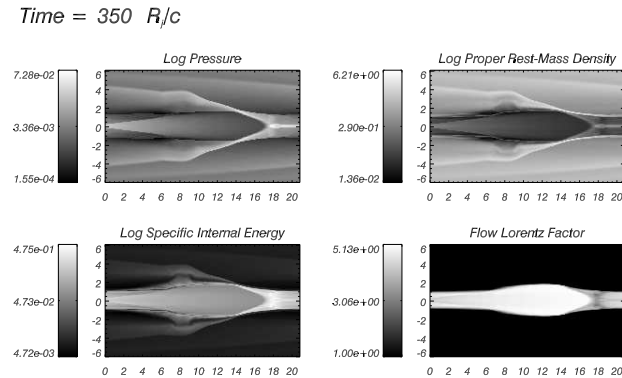 Time = 350 Rj/c
Log Pressure
7.28e-02
3.36e-03
1.55e-04
6
4
2
0
-2
-4
-6
0 2 4 6 8 10 12 14 16 18 20
Log Proper Rest-Mass Density
6.21e+00
2.90e-01
1.36e-02
6
4
2
0
-2
-4
-6
0 2 4 6 8 10 12 14 16 18 20
Log Specific Internal Energy
4.75e-01
4.73e-02
4.72e-03
6
4
2
0
-2
-4
-6
0 2 4 6 8 10 12 14 16 18 20
Flow Lorentz Factor
5.13e+00
3.06e+00
1.00e+00
6
4
2
0
-2
-4
-6
0 2 4 6 8 10 12 14 16 18 20